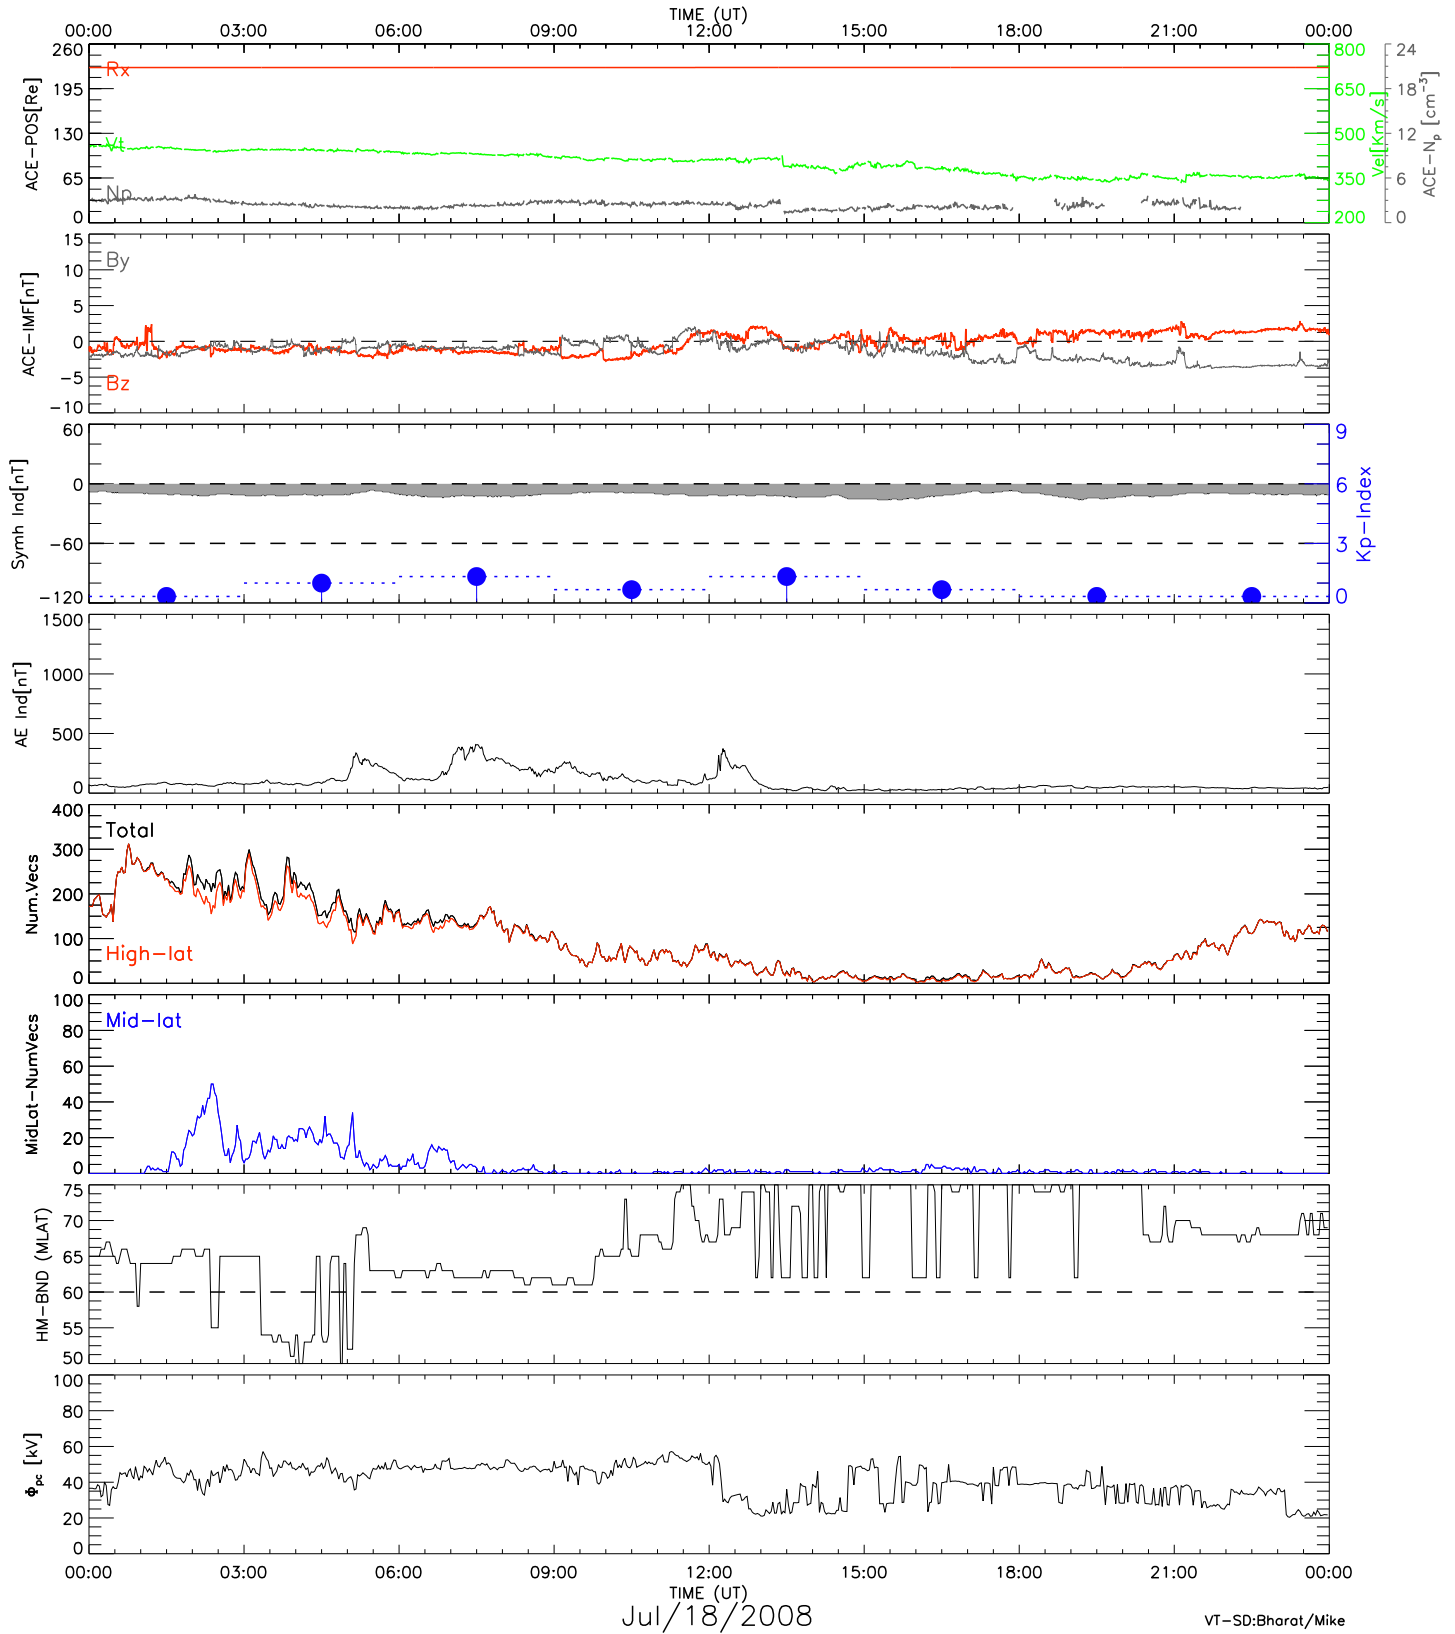 TIME (UT)
00:00 03:00 06:00 09:00 12:00 15:00 18:00 21:00 00:00
260
195
130
65
0
ACE-POS[Re]
Rx
Vt
Np
800
650
500
350
200
Vel[Km/s]
24
18
12
6
0
ACE-Np [cm-3]
15
10
5
0
-5
-10
ACE-IMF[nT]
By
Bz
60
0
-60
-120
Symh Ind[nT]
9
6
3
0
Kp-Index
1500
1000
500
0
AE Ind[nT]
400
300
200
100
0
Num.Vecs
Total
High-lat
100
80
60
40
20
0
MidLat-NumVecs
Mid-lat
75
70
65
60
55
50
HM-BND (MLAT)
100
80
60
40
20
0
Φpc [kV]
00:00 03:00 06:00 09:00 12:00 15:00 18:00 21:00 00:00
TIME (UT)
Jul/18/2008
VT-SD:Bharat/Mike